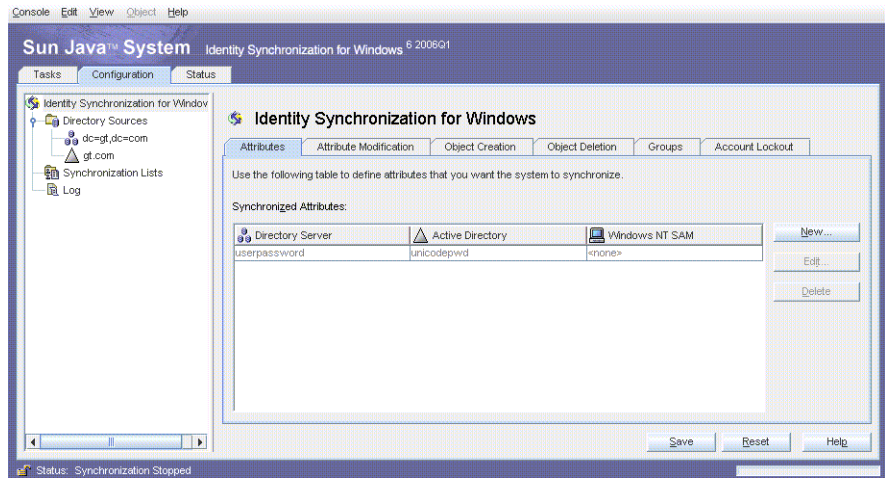 Console Edit View Object Help
Sun Java™ System Identity Synchronization for Windows 6 2006Q1
Tasks Configuration Status
Identity Synchronization for Window
Directory Sources
dc=gt,dc=com
gt.com
Synchronization Lists
Log
Identity Synchronization for Windows
Attributes Attribute Modification Object Creation Object Deletion Groups Account Lockout
Use the following table to define attributes that you want the system to synchronize.
Synchronized Attributes:
Directory Server Active Directory Windows NT SAM
userpassword unicodepwd <none>
New...
Edit...
Delete
Save Reset Help
Status: Synchronization Stopped